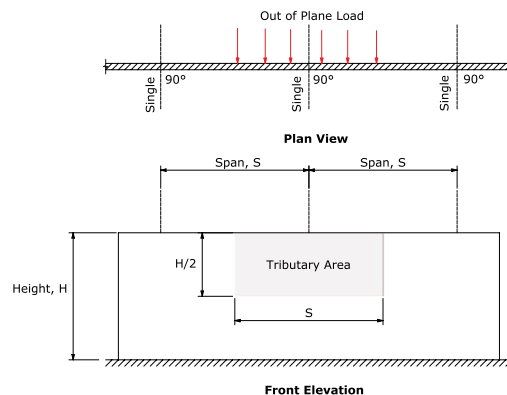 Out of Plane Load
Single
90°
Single
90°
Single
90°
Plan View
Span, S
Span, S
H/2
Tributary Area
Height, H
S
Front Elevation